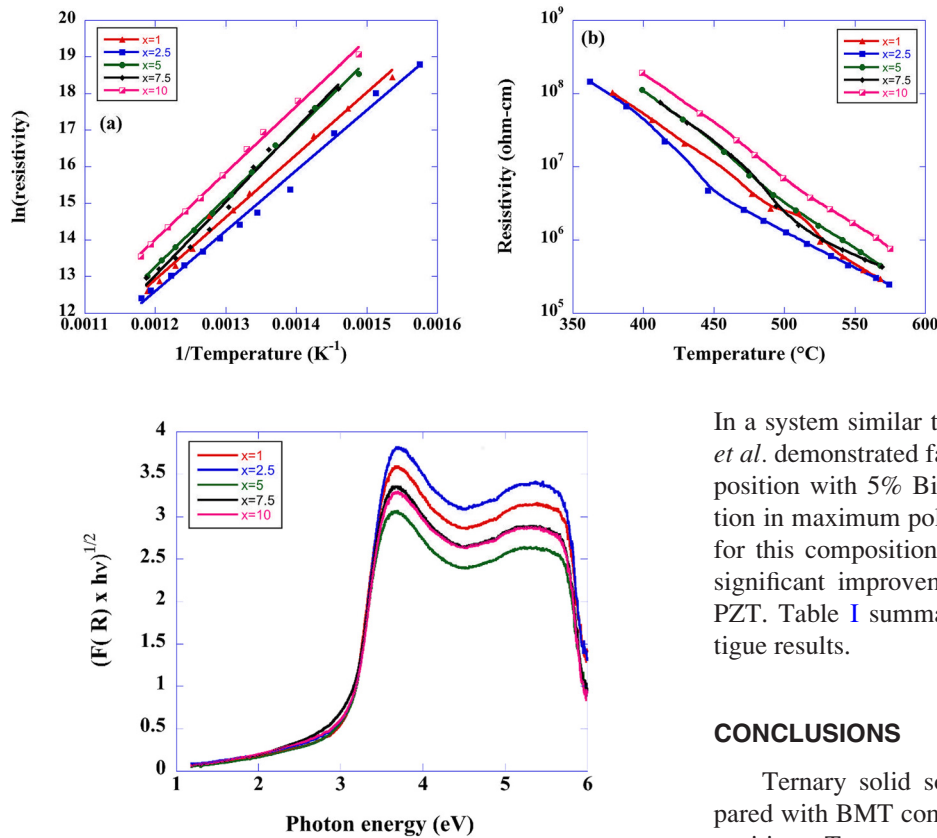 ln(resistivity)
20
19
18
17
16
15
14
13
12
x=1
x=2.5
x=5
x=7.5
x=10
(a)
0.0011 0.0012 0.0013 0.0014 0.0015 0.0016
1/Temperature (K⁻¹)
Resistivity (ohm-cm)
10⁹
10⁸
10⁷
10⁶
10⁵
(b)
x=1
x=2.5
x=5
x=7.5
x=10
350 400 450 500 550 600
Temperature (°C)
(F( R) x hν)¹/²
4
3.5
3
2.5
2
1.5
1
0.5
0
x=1
x=2.5
x=5
x=7.5
x=10
1 2 3 4 5 6
Photon energy (eV)
In a system similar t
et al. demonstrated fa
position with 5% Bi
tion in maximum pol
for this composition
significant improven
PZT. Table I summa
tigue results.
CONCLUSIONS
Ternary solid so
pared with BMT con